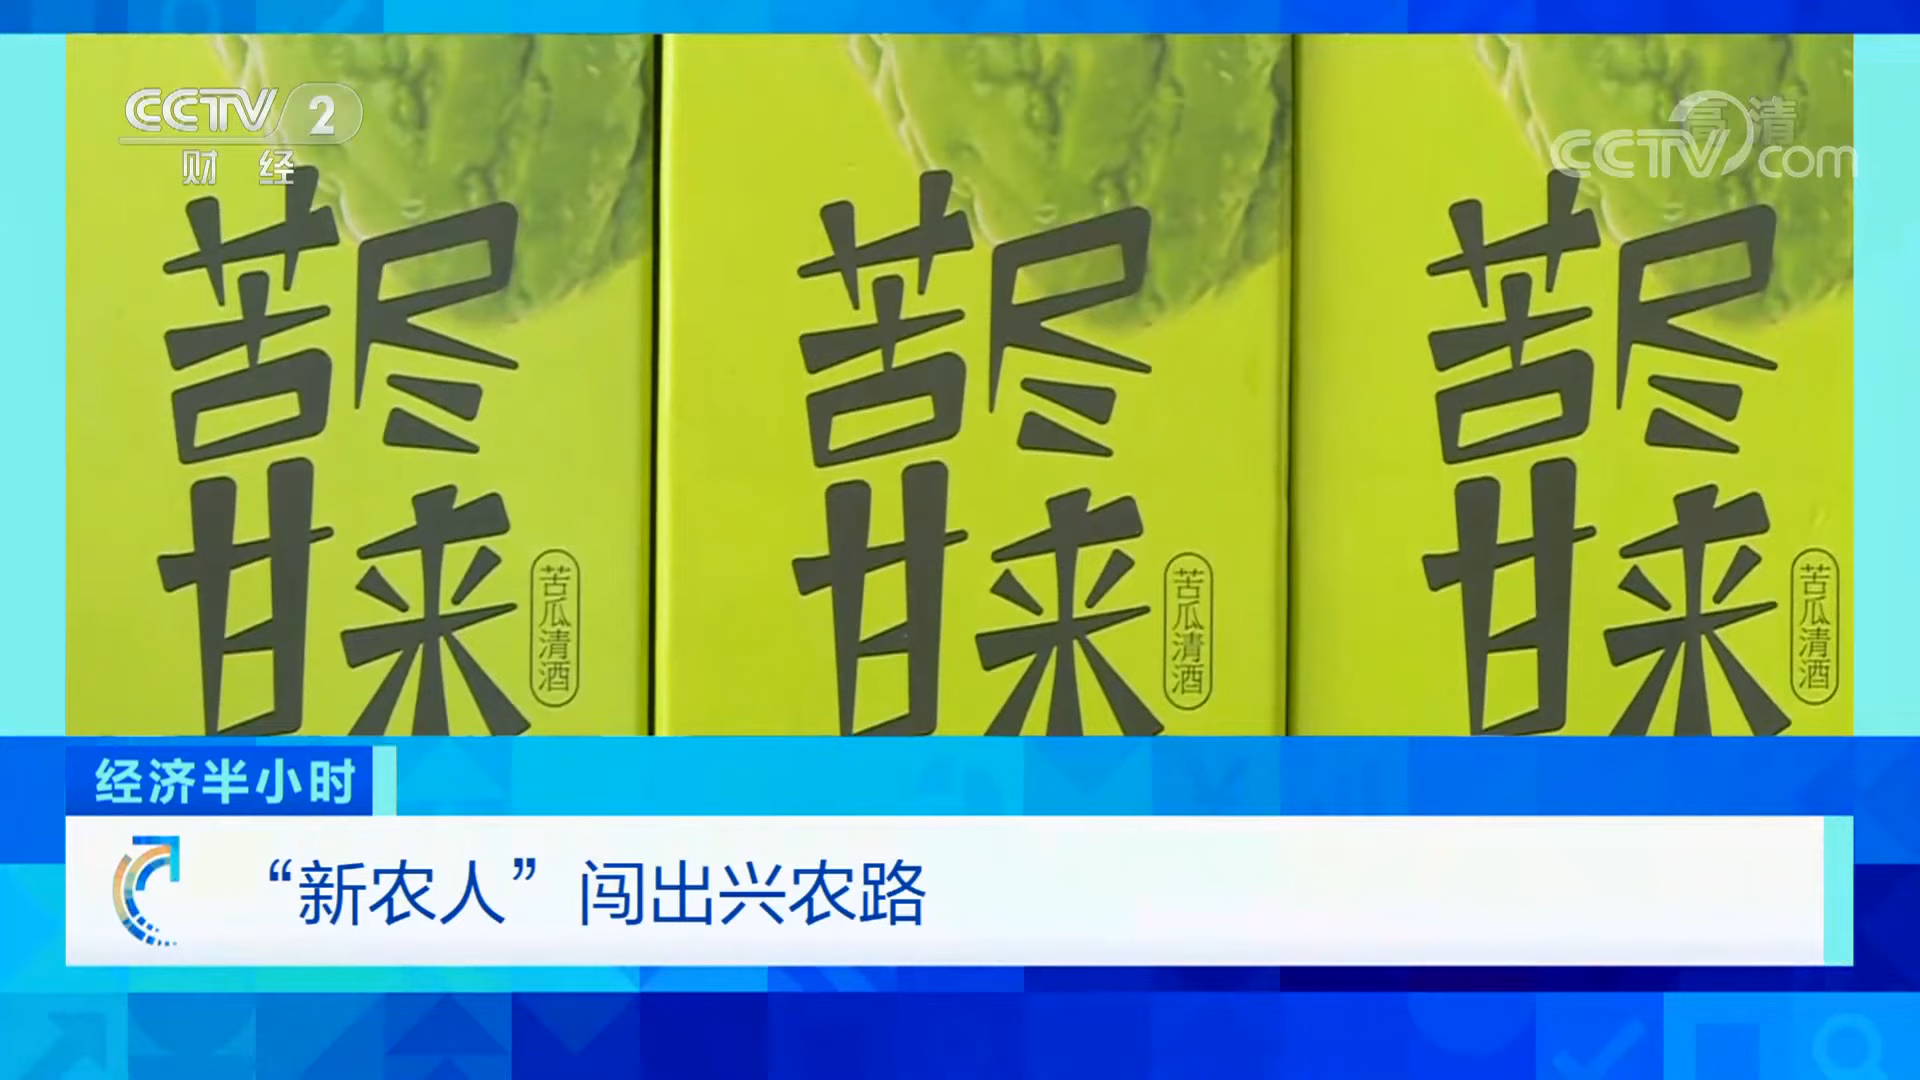 CCTV 2
财经
高清
CCTV.com
苦尽
甘来
苦瓜清酒
苦尽
甘来
苦瓜清酒
苦尽
甘来
苦瓜清酒
经济半小时
“新农人”闯出兴农路